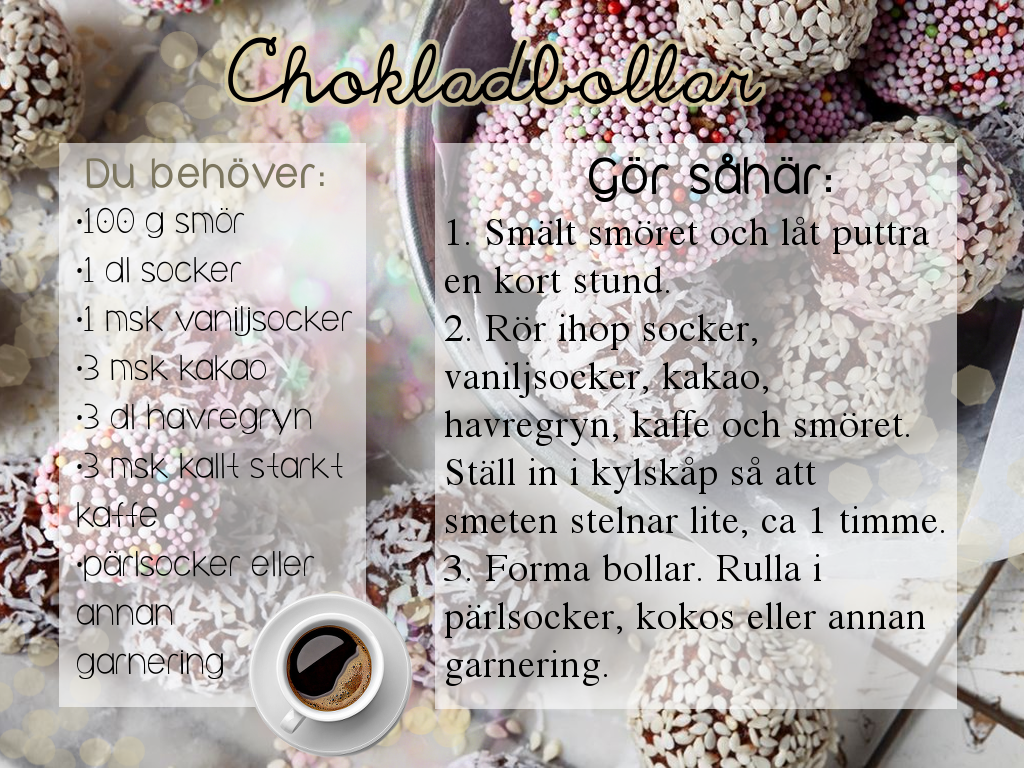 Chokladbollar
Du behöver:
•100 g smör
•1 dl socker
•1 msk vaniljsocker
•3 msk kakao
•3 dl havregryn
•3 msk kallt starkt
kaffe
•pärlsocker eller
annan
garnering
Gör såhär:
1. Smält smöret och låt puttra
en kort stund.
2. Rör ihop socker,
vaniljsocker, kakao,
havregryn, kaffe och smöret.
Ställ in i kylskåp så att
smeten stelnar lite, ca 1 timme.
3. Forma bollar. Rulla i
pärlsocker, kokos eller annan
garnering.